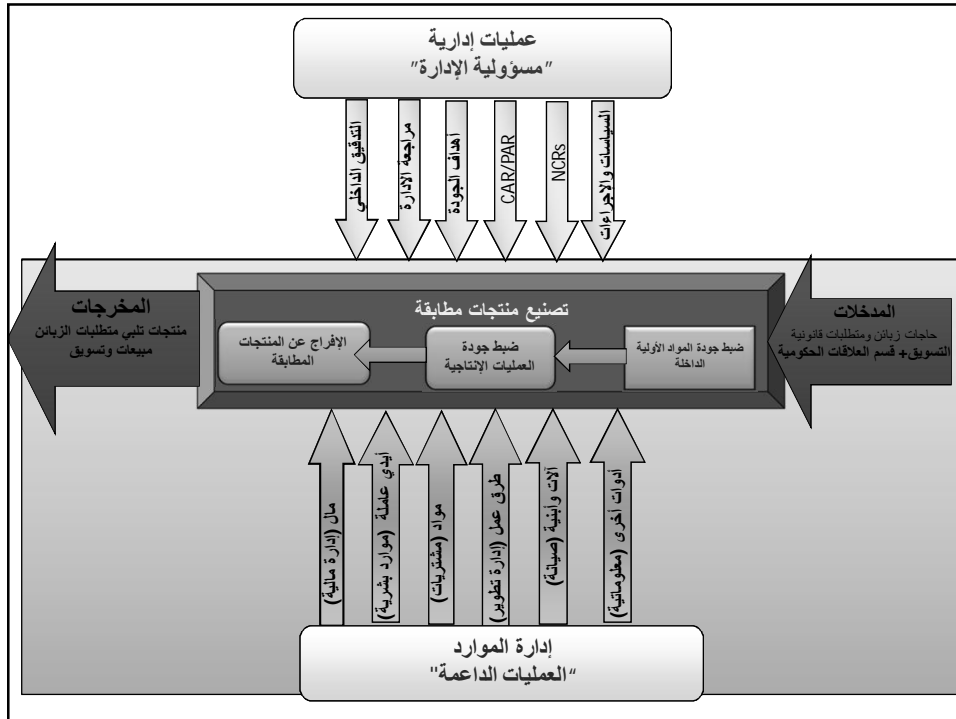 عمليات إدارية
"مسؤولية الإدارة"
السياسات والاجراءات
NCRs
CAR/PAR
أهداف الجودة
مراجعة الادارة
التدقيق الداخلي
المدخلات
حاجات زبائن ومتطلبات قانونية
التسويق+ قسم العلاقات الحكومية
تصنيع منتجات مطابقة
ضبط جودة المواد الأولية
الداخلة
ضبط جودة
العمليات الإنتاجية
الإفراج عن المنتجات
المطابقة
المخرجات
منتجات تلبي متطلبات الزبائن
مبيعات وتسويق
أدوات أخرى (معلوماتية)
آلات وأبنية (صيانة)
طرق عمل (إدارة تطوير)
مواد (مشتريات)
أيدي عاملة (موارد بشرية)
مال (إدارة مالية)
إدارة الموارد
"العمليات الداعمة"